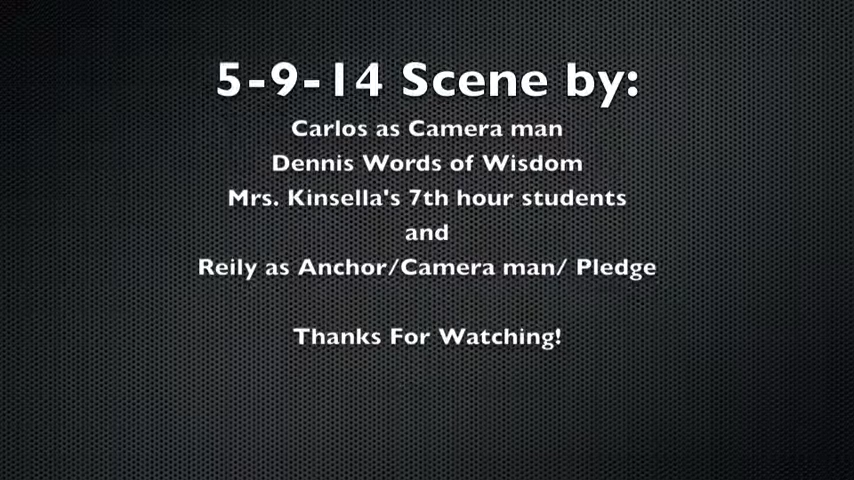 5-9-14 Scene by:
Carlos as Camera man
Dennis Words of Wisdom
Mrs. Kinsella's 7th hour students
and
Reily as Anchor/Camera man/ Pledge
Thanks For Watching!